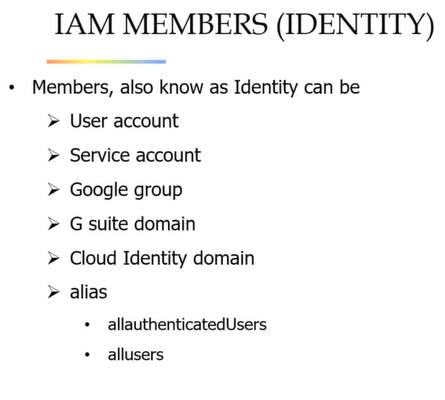 IAM MEMBERS (IDENTITY)
• Members, also know as Identity can be
➢ User account
➢ Service account
➢ Google group
➢ G suite domain
➢ Cloud Identity domain
➢ alias
• allauthenticatedUsers
• allusers